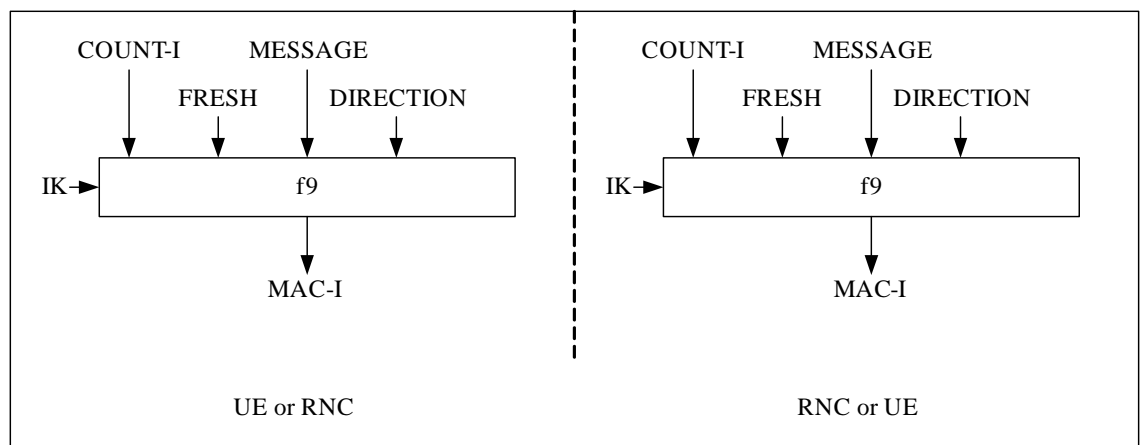 COUNT-I MESSAGE
FRESH DIRECTION
IK f9
MAC-I
UE or RNC
COUNT-I MESSAGE
FRESH DIRECTION
IK f9
MAC-I
RNC or UE